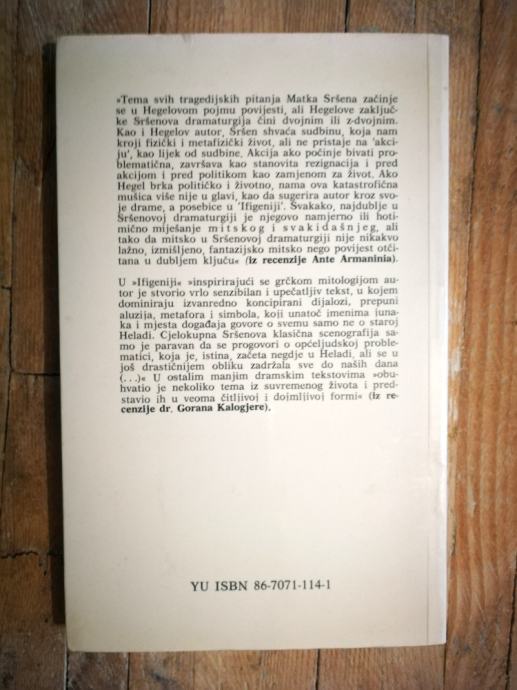 »Tema svih tragedijskih pitanja Matka Sršena začinje
se u Hegelovom pojmu povijesti, ali Hegelove zaključ-
ke Sršenova dramaturgija čini dvojnim ili z-dvojnim.
Kao i Hegelov autor, Sršen shvaća sudbinu, koja nam
kroji fizički i metafizički život, ali ne pristaje na 'akci-
ju', kao lijek od sudbine. Akcija ako počinje bivati pro-
blematična, završava kao stanovita rezignacija i pred
akcijom i pred politikom kao zamjenom za život. Ako
Hegel brka političko i životno, nama ova katastrofična
mušica više nije u glavi, kao da sugerira autor kroz svo-
je drame, a posebice u 'Ifigeniji'. Svakako, najdublje u
Sršenovoj dramaturgiji je njegovo namjerno ili hoti-
mično miješanje mitskog i svakidašnjeg, ali
tako da mitsko u Sršenovoj dramaturgiji nije nikakvo
lažno, izmišljeno, fantazijsko mitsko nego povijest otči-
tana u dubljem ključu« (iz recenzije Ante Armaninia).
U »Ifigeniji« »inspirirajući se grčkom mitologijom au-
tor je stvorio vrlo senzibilan i upečatljiv tekst, u kojem
dominiraju izvanredno koncipirani dijalozi, prepuni
aluzija, metafora i simbola, koji unatoč imenima juna-
ka i mjesta događaja govore o svemu samo ne o staroj
Heladi. Cjelokupna Sršenova klasična scenografija sa-
mo je paravan da se progovori o općeljudskoj proble-
matici, koja je, istina, začeta negdje u Heladi, ali se u
još drastičnijem obliku zadržala sve do naših dana
(...)« U ostalim manjim dramskim tekstovima »obu-
hvatio je nekoliko tema iz suvremenog života i pred-
stavio ih u veoma čitljivoj i dojmljivoj formi« (iz re-
cenzije dr. Gorana Kalogjere).
YU ISBN 86-7071-114-1